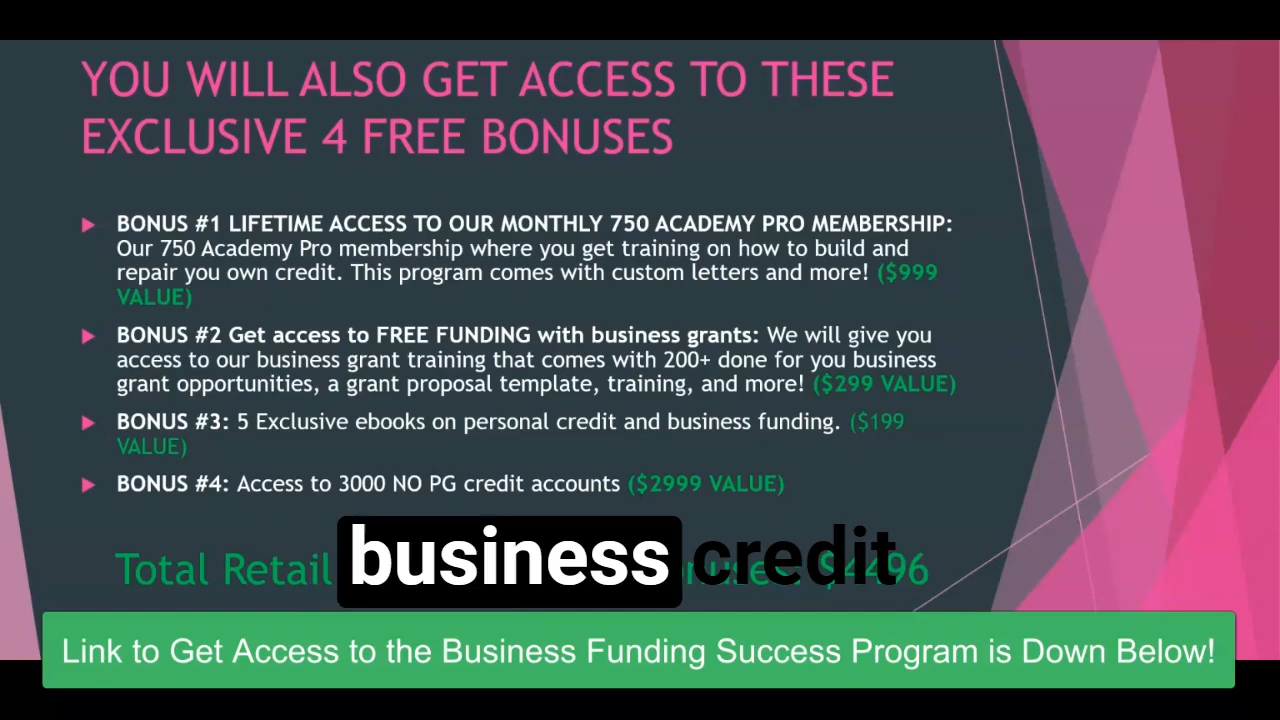 YOU WILL ALSO GET ACCESS TO THESE
EXCLUSIVE 4 FREE BONUSES
BONUS #1 LIFETIME ACCESS TO OUR MONTHLY 750 ACADEMY PRO MEMBERSHIP:
Our 750 Academy Pro membership where you get training on how to build and
repair you own credit. This program comes with custom letters and more! ($999
VALUE)
BONUS #2 Get access to FREE FUNDING with business grants: We will give you
access to our business grant training that comes with 200+ done for you business
grant opportunities, a grant proposal template, training, and more! ($299 VALUE)
BONUS #3: 5 Exclusive ebooks on personal credit and business funding. ($199
VALUE)
BONUS #4: Access to 3000 NO PG credit accounts ($2999 VALUE)
Total Retail $4496
business credit
Link to Get Access to the Business Funding Success Program is Down Below!